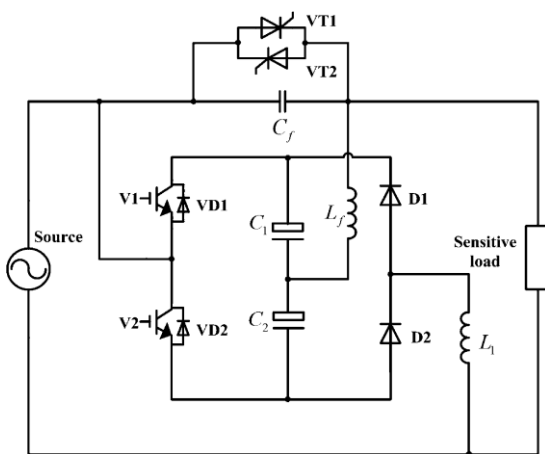 VT1
VT2
C_f
V1
VD1
C_1
L_f
D1
Source
Sensitive
load
V2
VD2
C_2
D2
L_1